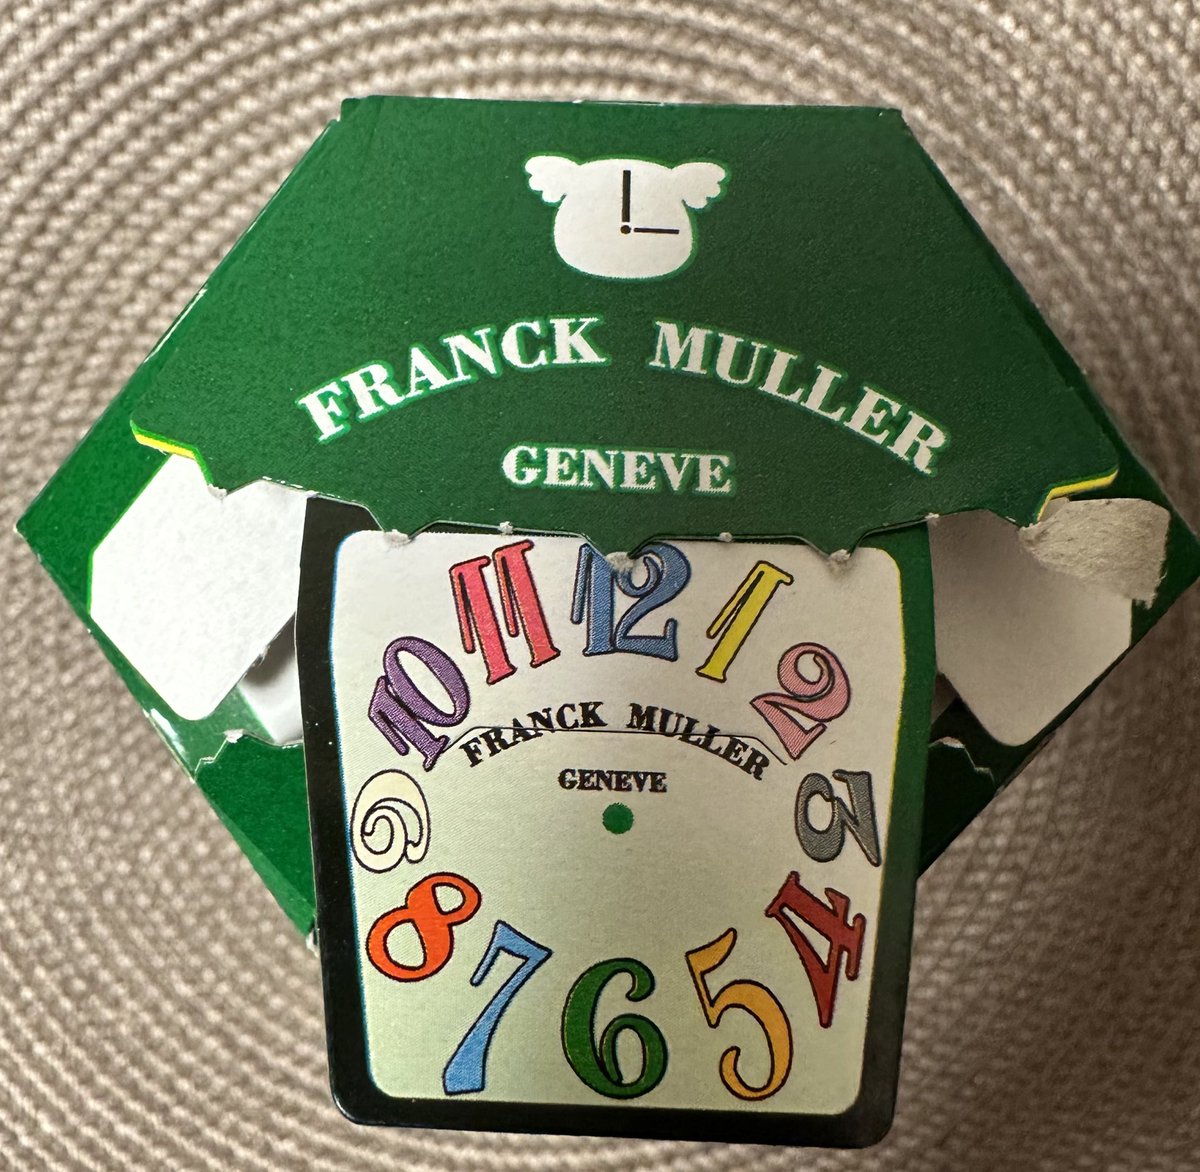 FRANCK MULLER
GENEVE
11 12 1
10 2
FRANCK MULLER
GENEVE
9 3
8 4
7 6 5